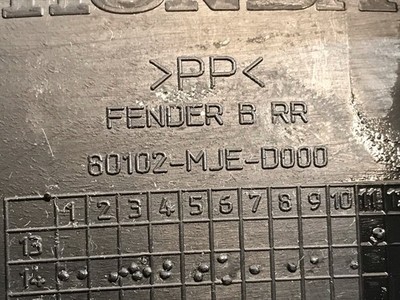 HONDA
>PP<
FENDER B RR
80102-MJE-D000
1 2 3 4 5 6 7 8 9 10 11
13
14